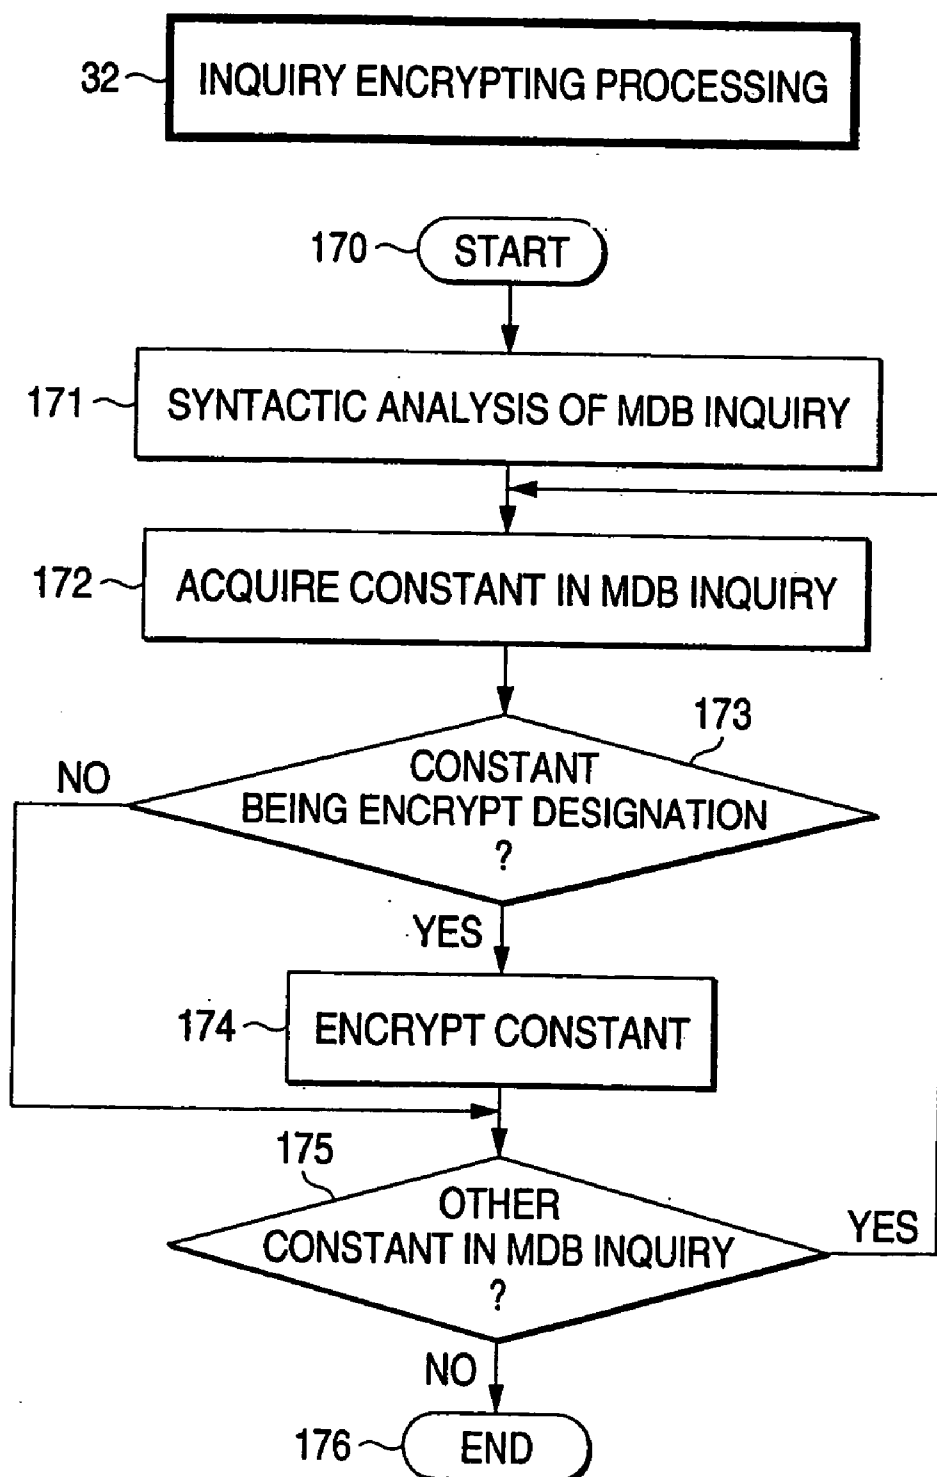 32 INQUIRY ENCRYPTING PROCESSING
170 START
171 SYNTACTIC ANALYSIS OF MDB INQUIRY
172 ACQUIRE CONSTANT IN MDB INQUIRY
173
NO
CONSTANT
BEING ENCRYPT DESIGNATION
?
YES
174 ENCRYPT CONSTANT
175
OTHER
CONSTANT IN MDB INQUIRY
?
YES
NO
176 END